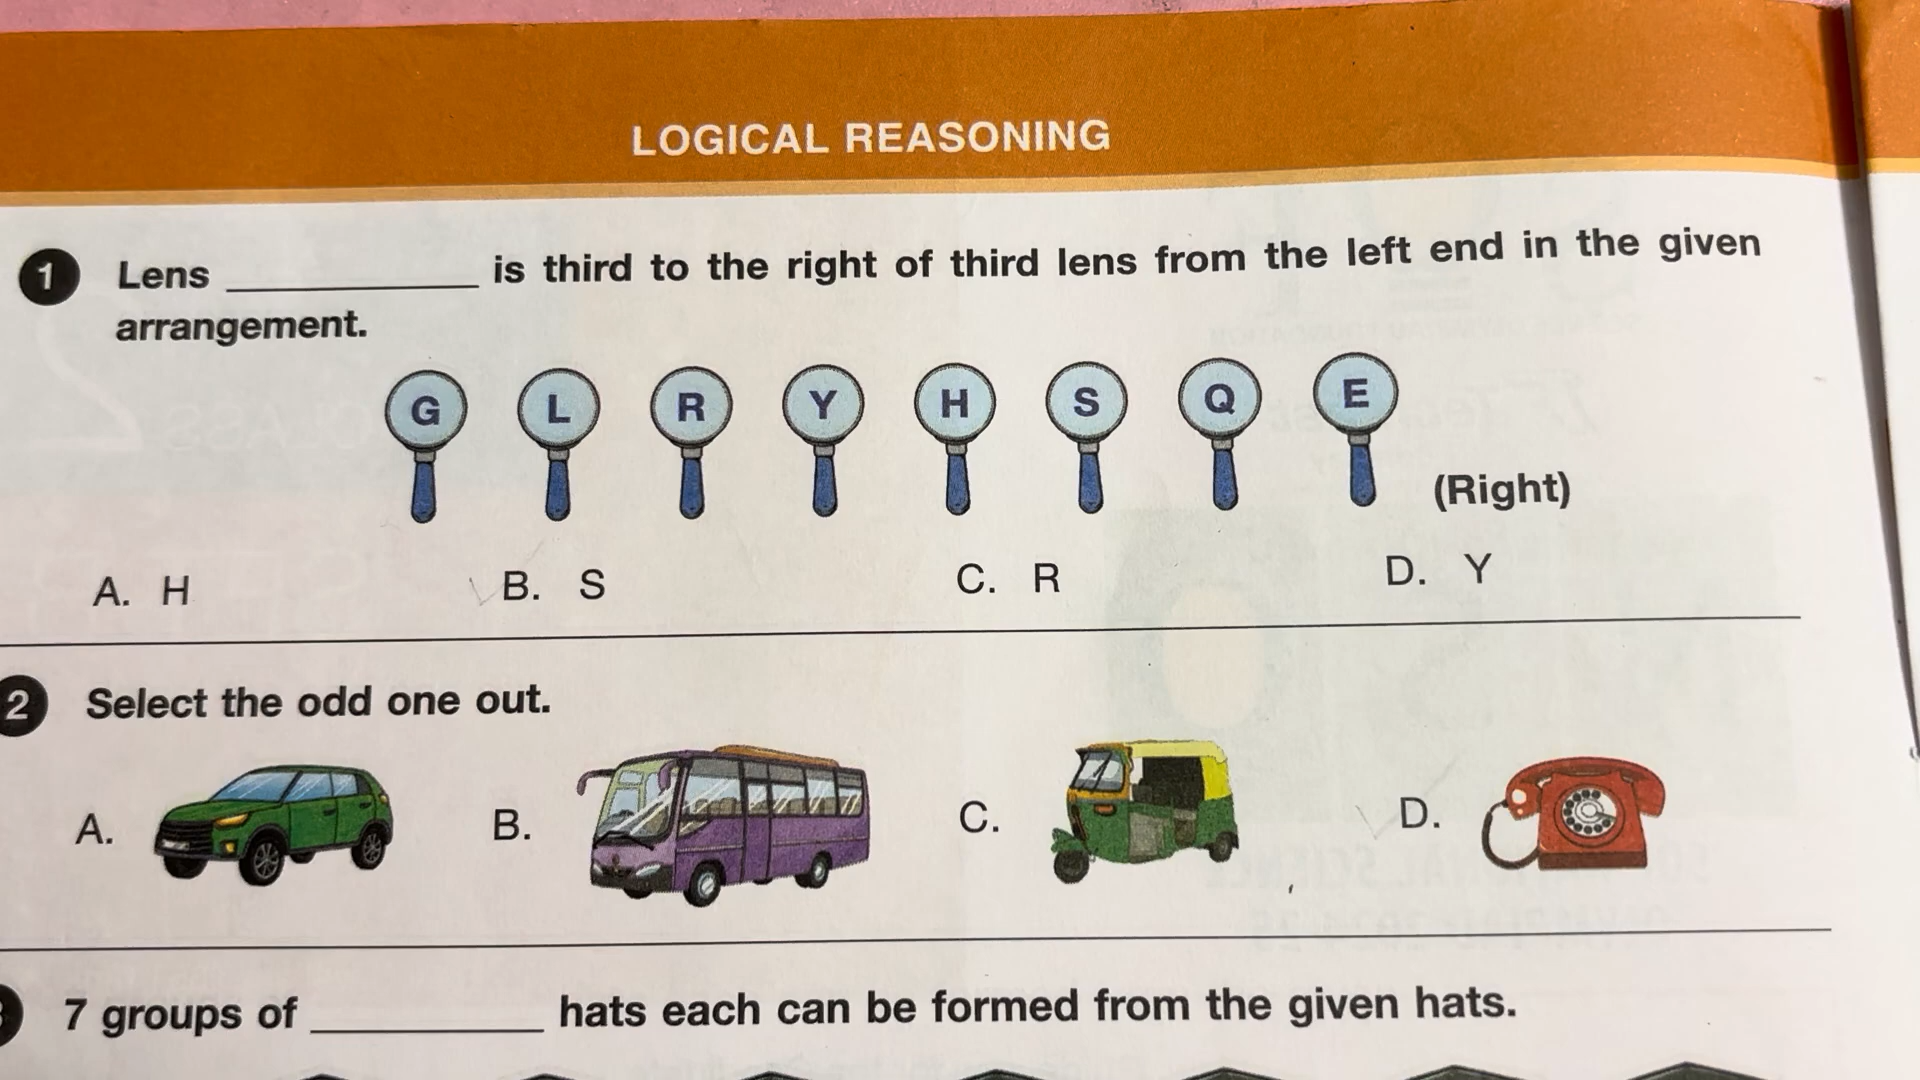 LOGICAL REASONING
1 Lens __________ is third to the right of third lens from the left end in the given
arrangement.
G L R Y H S Q E
(Right)
A. H B. S C. R D. Y
2 Select the odd one out.
A. B. C. D.
7 groups of __________ hats each can be formed from the given hats.